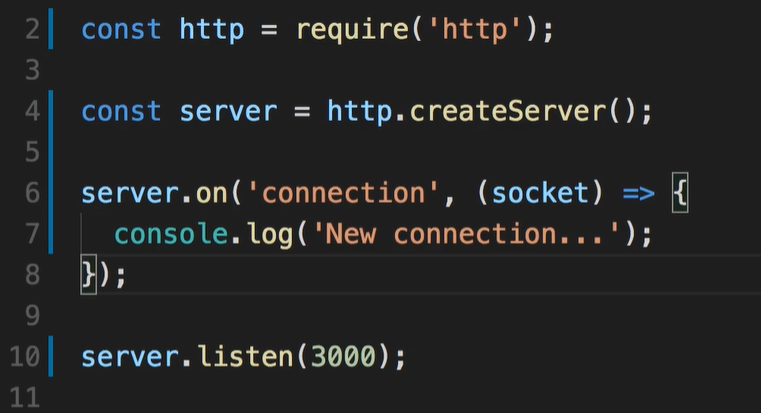 2 const http = require('http');
3
4 const server = http.createServer();
5
6 server.on('connection', (socket) => {
7   console.log('New connection...');
8 });
9
10 server.listen(3000);
11